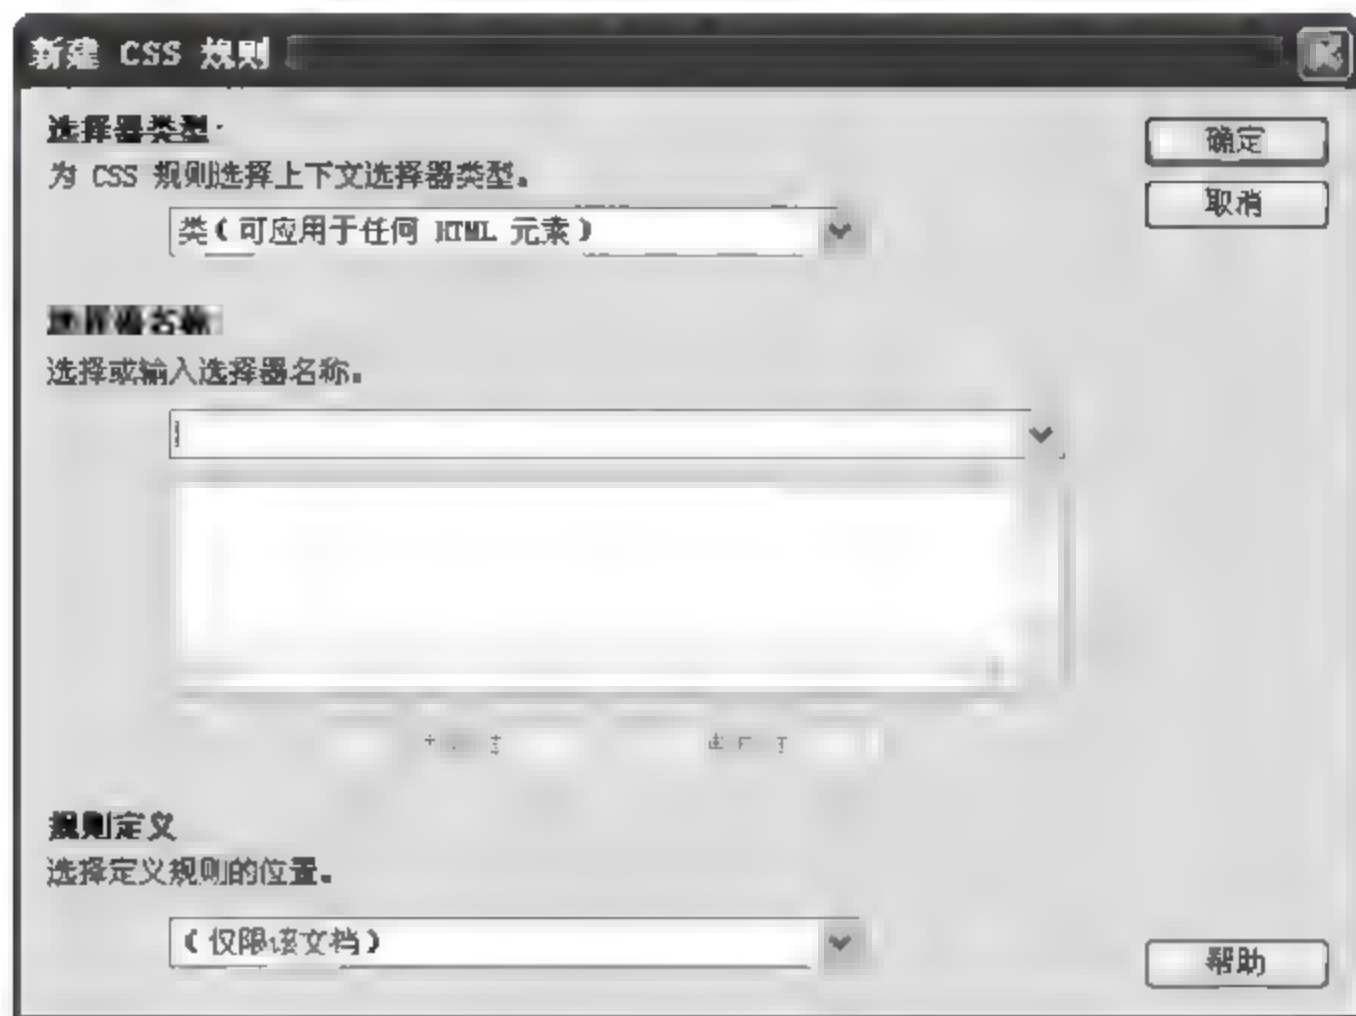 新建 CSS 规则
选择器类型:
为 CSS 规则选择上下文选择器类型。
类(可应用于任何 HTML 元素)
确定
取消
选择器名称:
选择或输入选择器名称。
规则定义
选择定义规则的位置。
(仅限该文档)
帮助